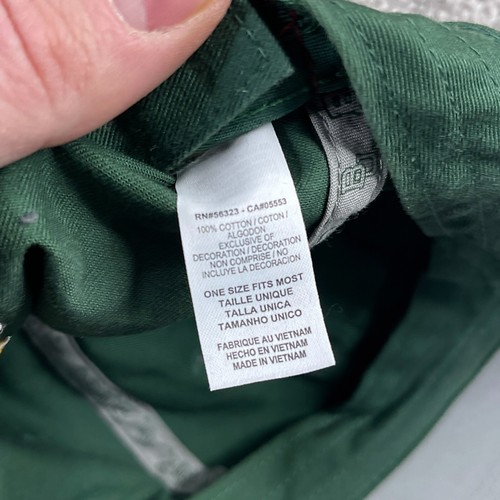 RN#56323 - CA#05553
100% COTTON / COTON /
ALGODON
EXCLUSIVE OF
DECORATION / DECORATION
NON COMPRISE / NO
INCLUYE LA DECORACION
ONE SIZE FITS MOST
TAILLE UNIQUE
TALLA UNICA
TAMANHO UNICO
FABRIQUE AU VIETNAM
HECHO EN VIETNAM
MADE IN VIETNAM